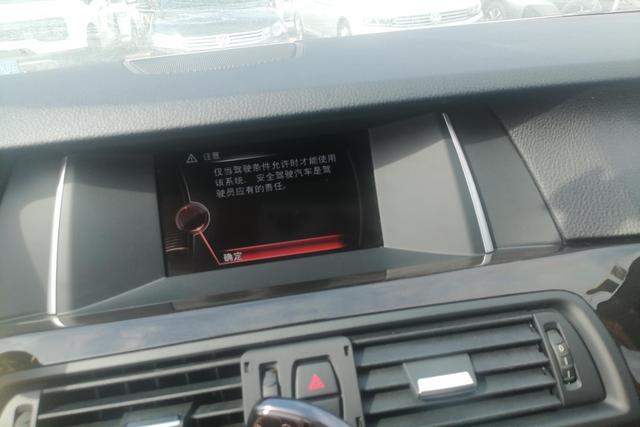 注意
仅当驾驶条件允许时才能使用
该系统. 安全驾驶汽车是驾
驶员应有的责任.
确定